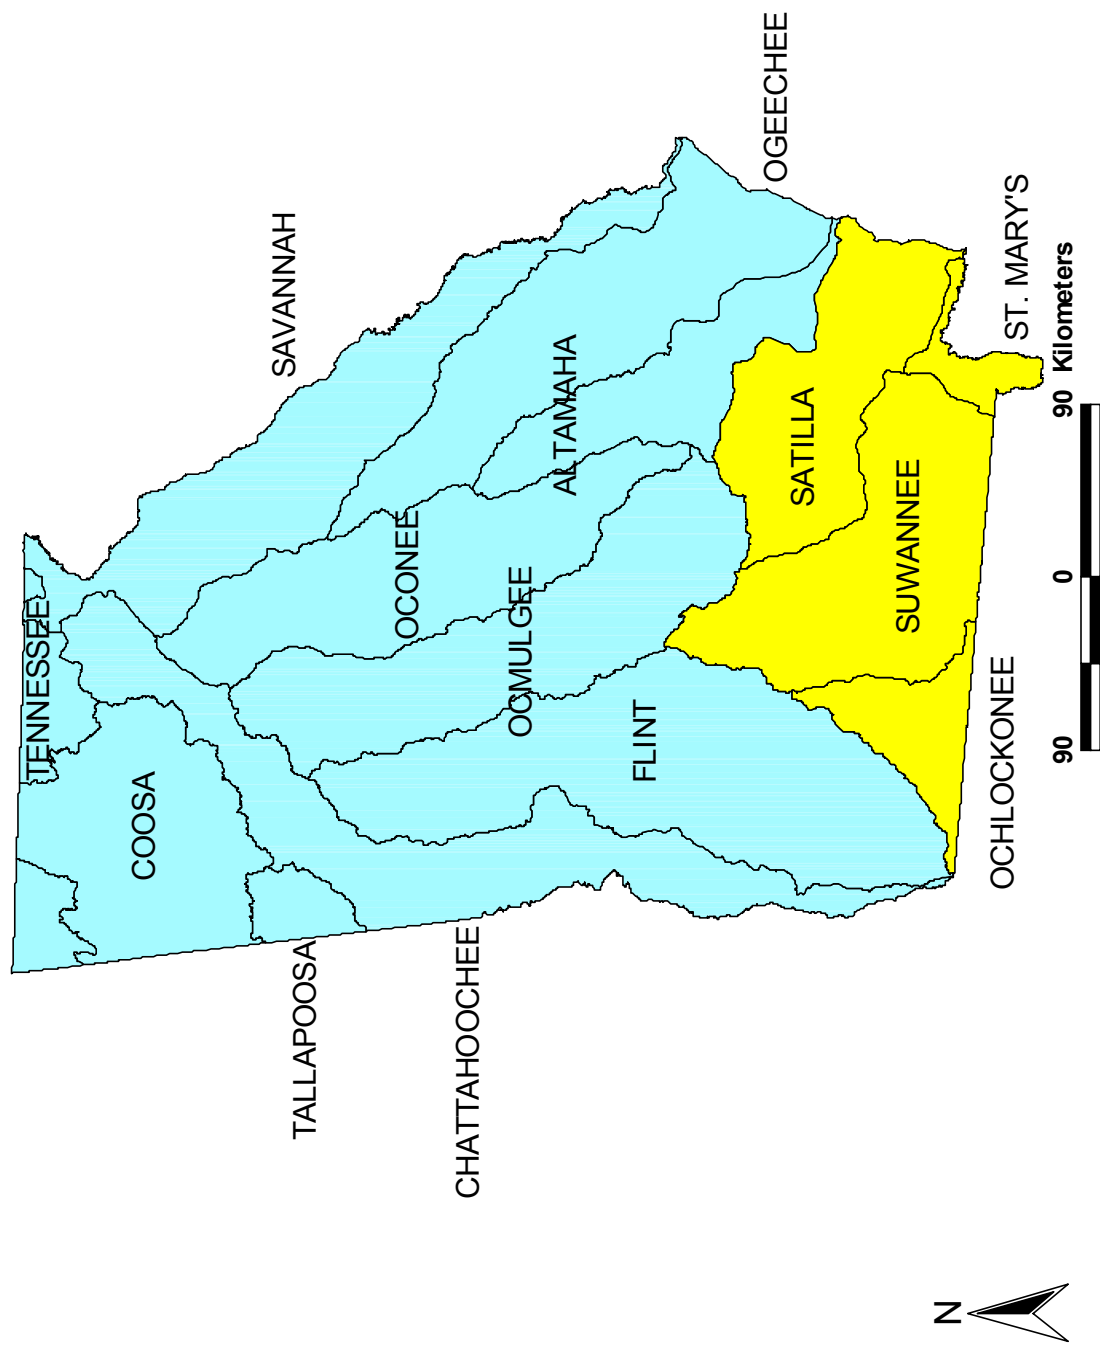 TENNESSEE
SAVANNAH
COOSA
TALLAPOOSA
OCONEE
CHATTAHOOCHEE
OCMULGEE
ALTAMAHA
FLINT
OGEECHEE
SATILLA
SUWANNEE
ST. MARY'S
OCHLOCKONEE
N
90 0 90 Kilometers